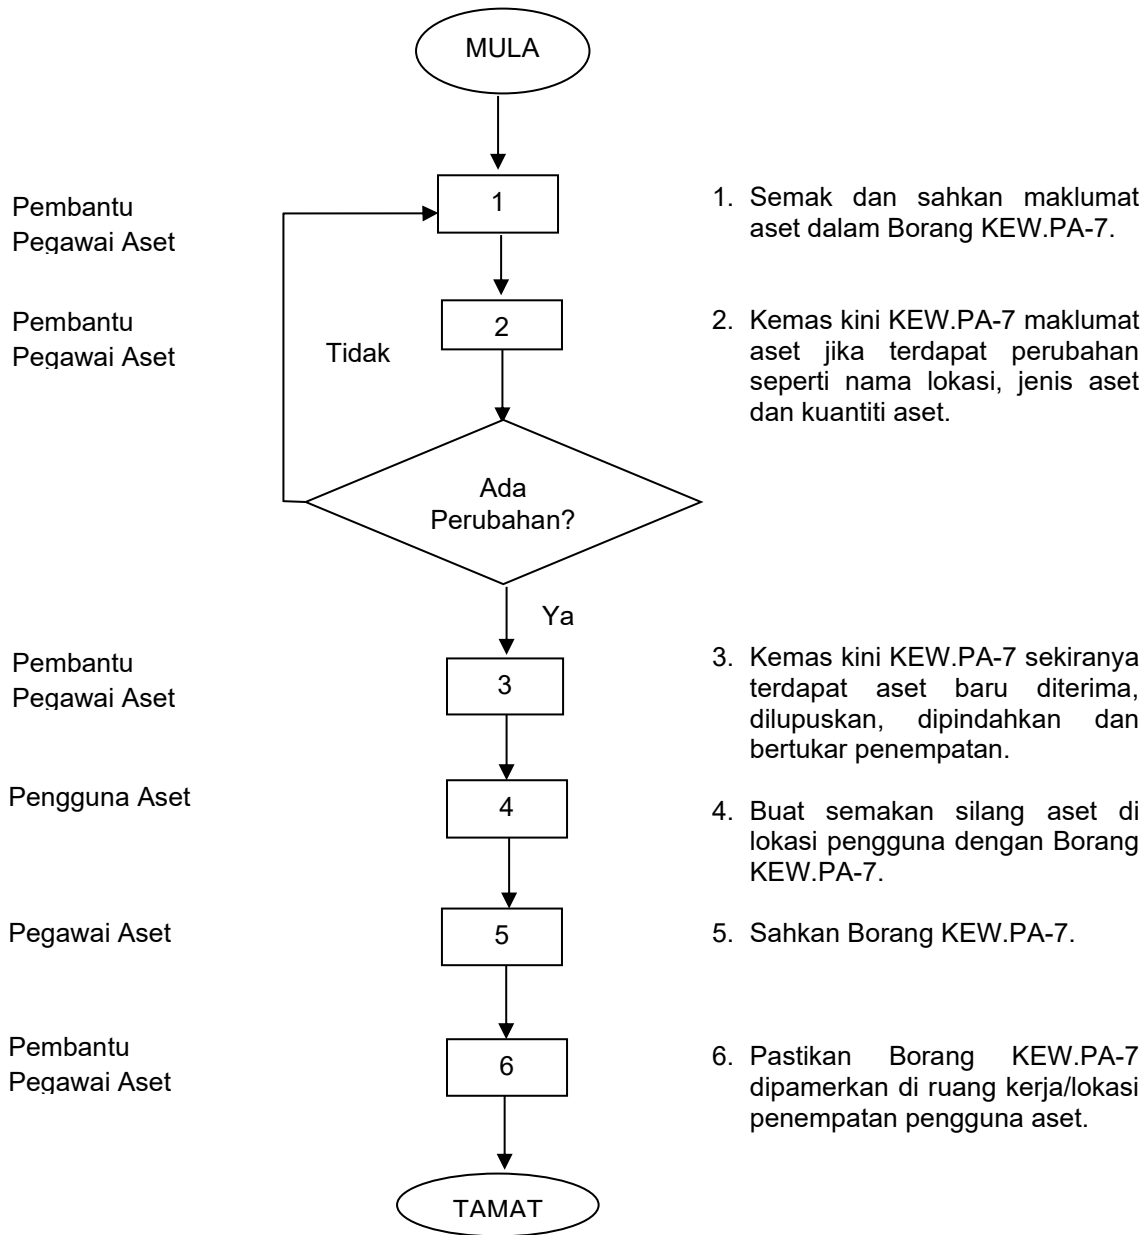 MULA
Pembantu
Pegawai Aset
1
1. Semak dan sahkan maklumat
aset dalam Borang KEW.PA-7.
Pembantu
Pegawai Aset
Tidak
2
2. Kemas kini KEW.PA-7 maklumat
aset jika terdapat perubahan
seperti nama lokasi, jenis aset
dan kuantiti aset.
Ada
Perubahan?
Ya
Pembantu
Pegawai Aset
3
3. Kemas kini KEW.PA-7 sekiranya
terdapat aset baru diterima,
dilupuskan, dipindahkan dan
bertukar penempatan.
Pengguna Aset
4
4. Buat semakan silang aset di
lokasi pengguna dengan Borang
KEW.PA-7.
Pegawai Aset
5
5. Sahkan Borang KEW.PA-7.
Pembantu
Pegawai Aset
6
6. Pastikan Borang KEW.PA-7
dipamerkan di ruang kerja/lokasi
penempatan pengguna aset.
TAMAT